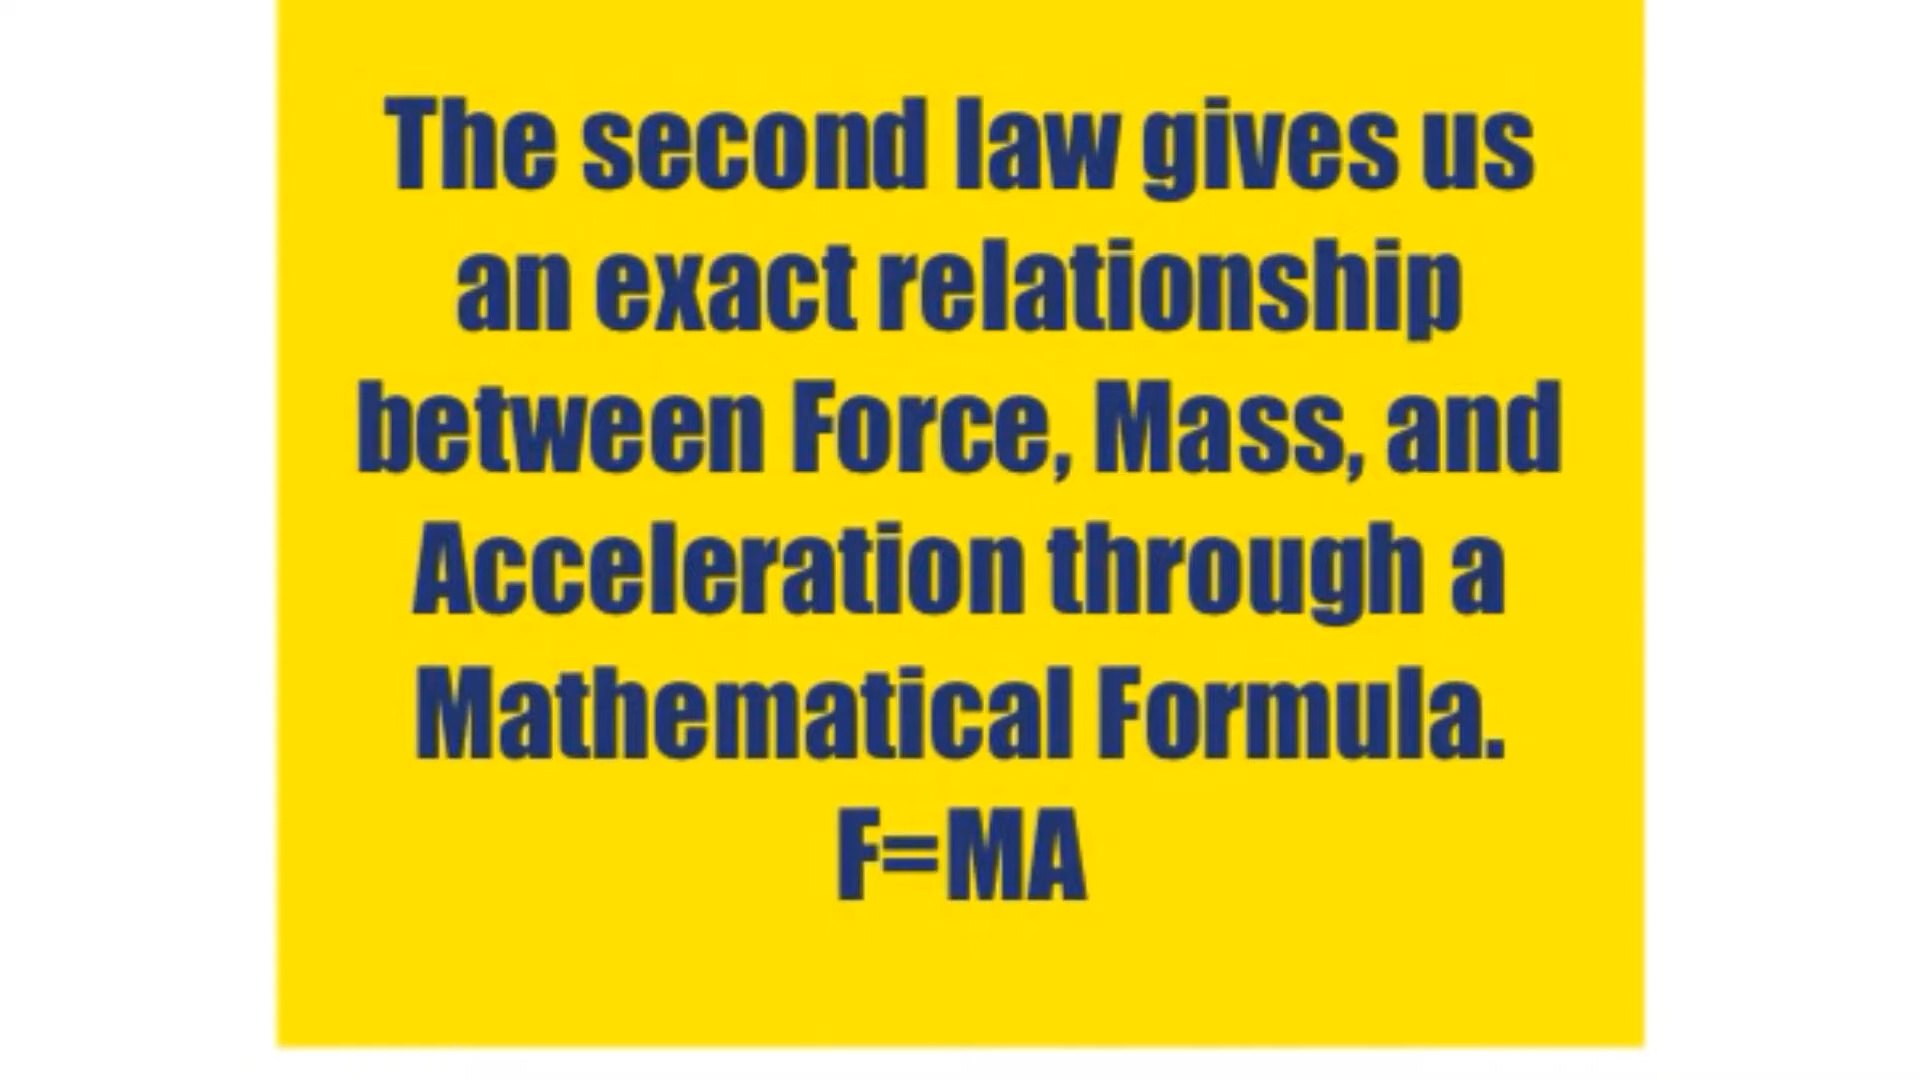 The second law gives us
an exact relationship
between Force, Mass, and
Acceleration through a
Mathematical Formula.
F=MA